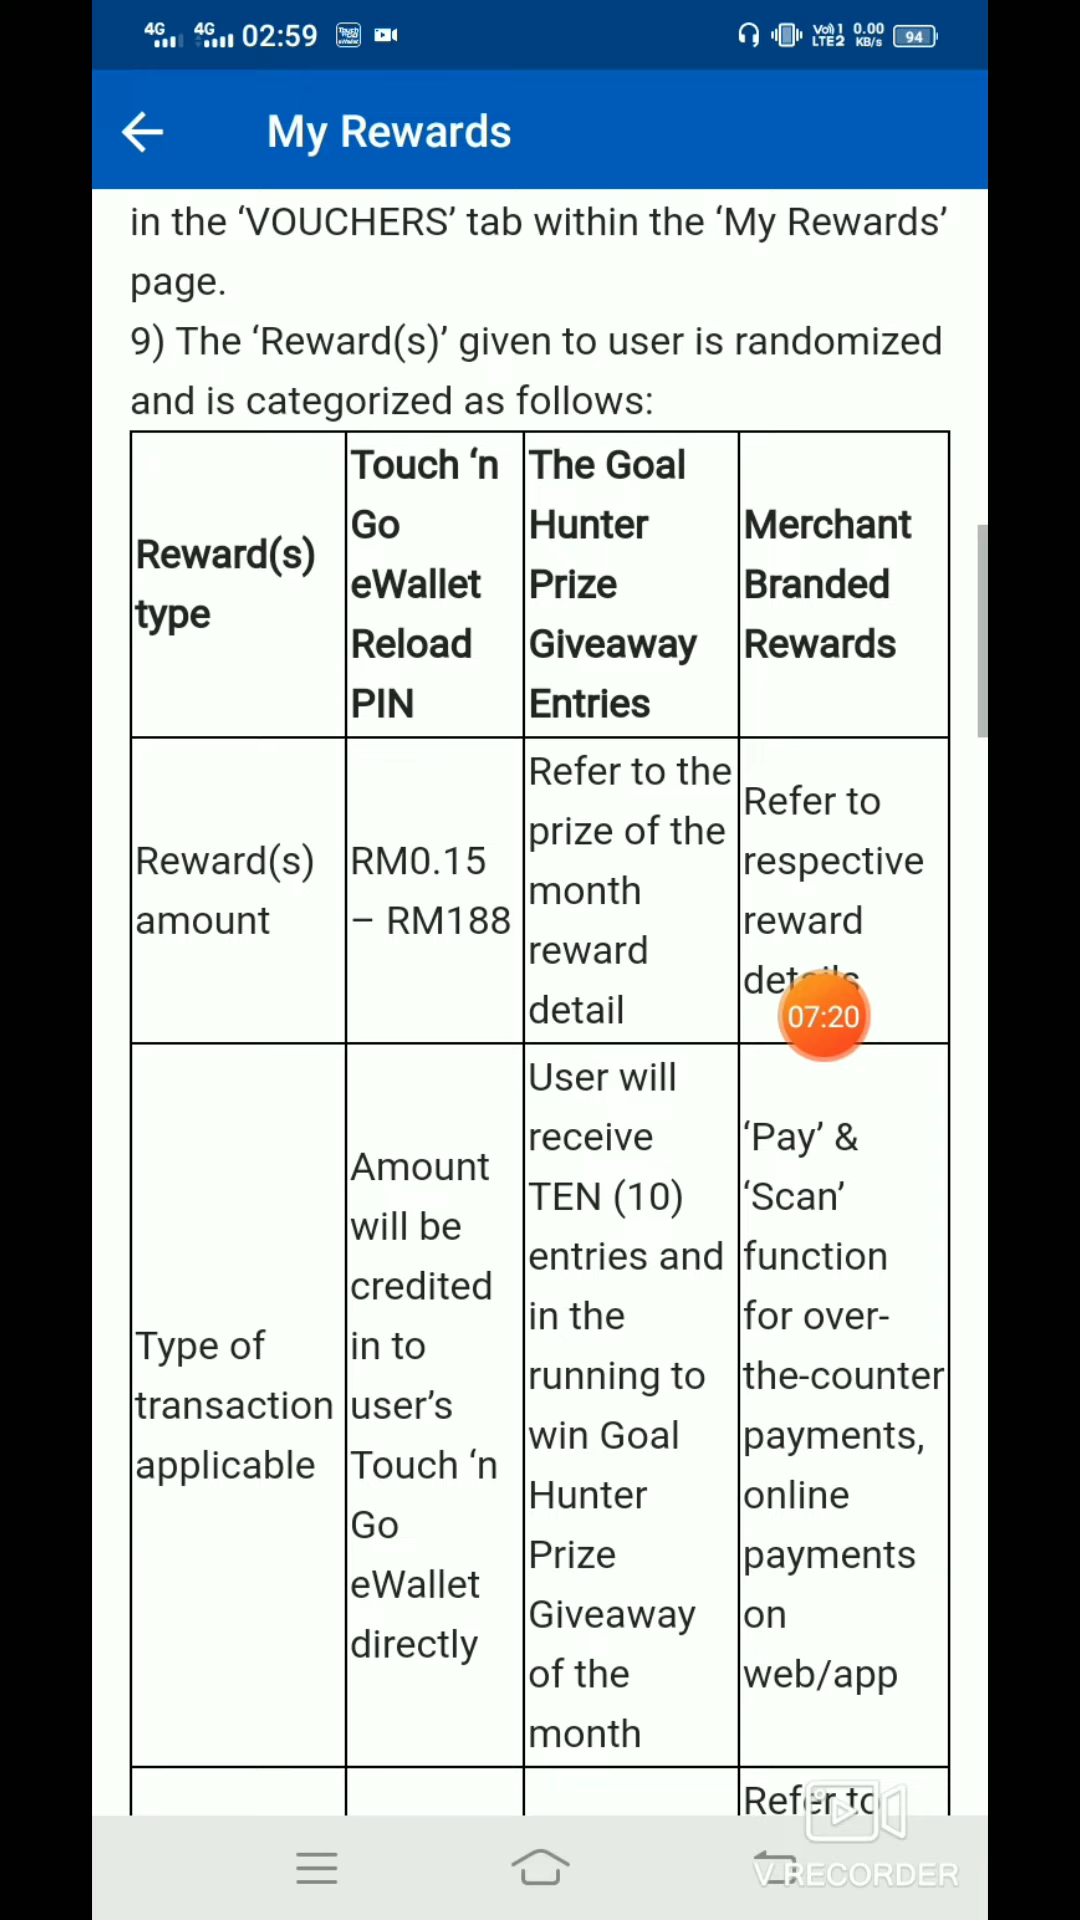 4G 4G 02:59 Vo) 1 LTE2 0.00 KB/s 94
My Rewards
in the ‘VOUCHERS’ tab within the ‘My Rewards’
page.
9) The ‘Reward(s)’ given to user is randomized
and is categorized as follows:
Reward(s)
type
Touch ‘n
Go
eWallet
Reload
PIN
The Goal
Hunter
Prize
Giveaway
Entries
Merchant
Branded
Rewards
Reward(s)
amount
RM0.15
– RM188
Refer to the
prize of the
month
reward
detail
Refer to
respective
reward
details
07:20
Type of
transaction
applicable
Amount
will be
credited
in to
user’s
Touch ‘n
Go
eWallet
directly
User will
receive
TEN (10)
entries and
in the
running to
win Goal
Hunter
Prize
Giveaway
of the
month
‘Pay’ &
‘Scan’
function
for over-
the-counter
payments,
online
payments
on
web/app
Refer to
V RECORDER